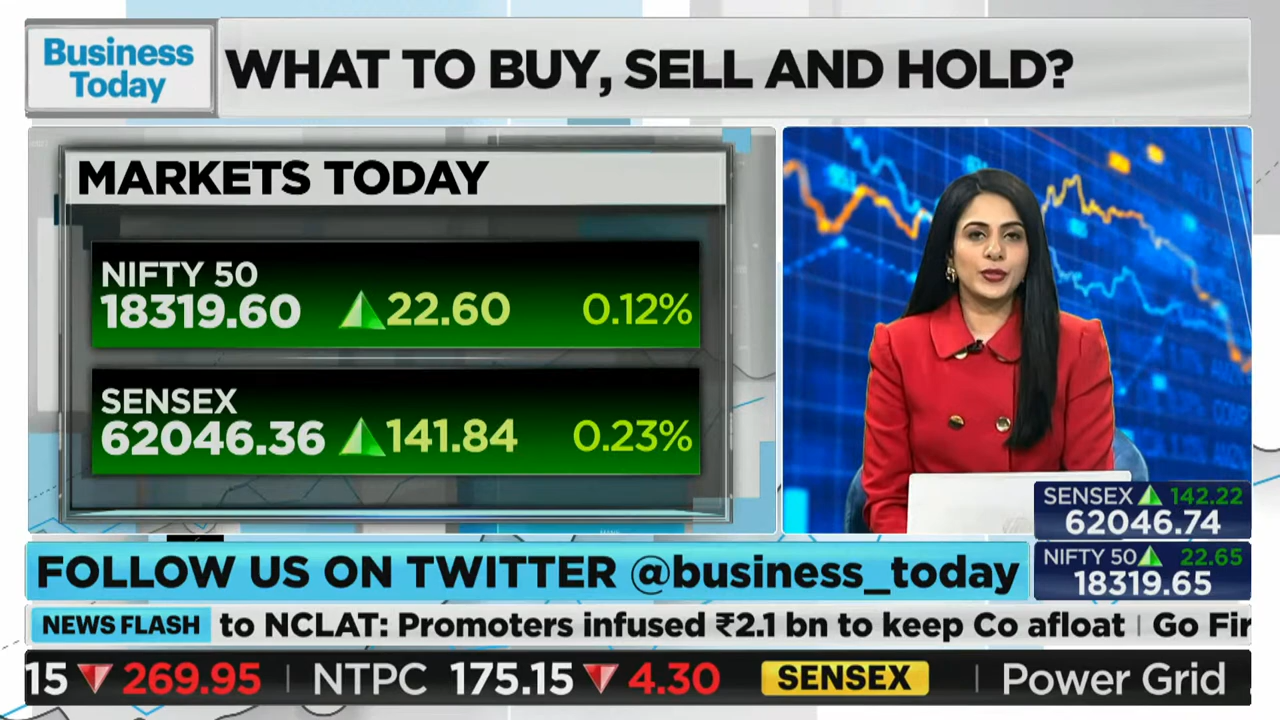 Business
Today
WHAT TO BUY, SELL AND HOLD?
MARKETS TODAY
NIFTY 50
18319.60 22.60 0.12%
SENSEX
62046.36 141.84 0.23%
SENSEX 142.22
62046.74
NIFTY 50 22.65
18319.65
FOLLOW US ON TWITTER @business_today
NEWS FLASH to NCLAT: Promoters infused ₹2.1 bn to keep Co afloat | Go Fir
15 269.95 | NTPC 175.15 4.30 SENSEX | Power Grid